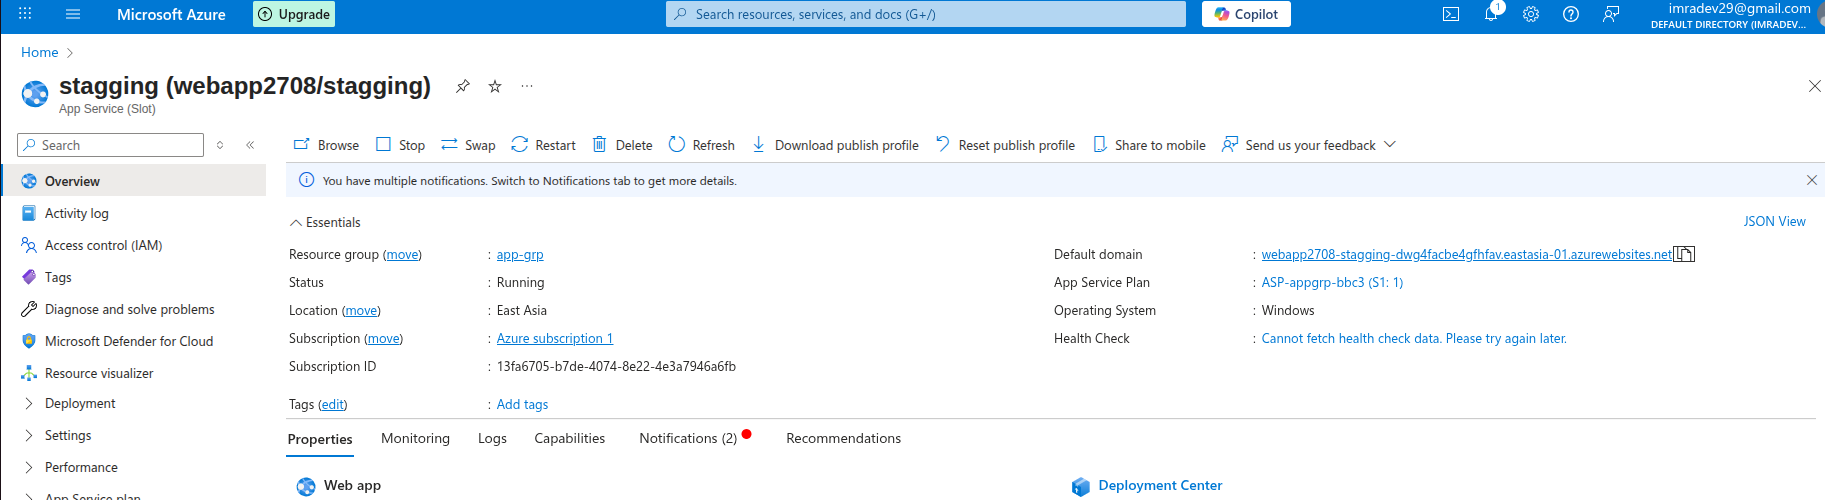 Microsoft Azure
Upgrade
Search resources, services, and docs (G+/)
Copilot
1
imradev29@gmail.com
DEFAULT DIRECTORY (IMRADEV...
Home
stagging (webapp2708/stagging)
App Service (Slot)
Search
Browse
Stop
Swap
Restart
Delete
Refresh
Download publish profile
Reset publish profile
Share to mobile
Send us your feedback
You have multiple notifications. Switch to Notifications tab to get more details.
Overview
Activity log
Access control (IAM)
Tags
Diagnose and solve problems
Microsoft Defender for Cloud
Resource visualizer
Deployment
Settings
Performance
App Service plan
Essentials
JSON View
Resource group (move) : app-grp
Status : Running
Location (move) : East Asia
Subscription (move) : Azure subscription 1
Subscription ID : 13fa6705-b7de-4074-8e22-4e3a7946a6fb
Tags (edit) : Add tags
Default domain : webapp2708-stagging-dwg4facbe4gfhfav.eastasia-01.azurewebsites.net
App Service Plan : ASP-appgrp-bbc3 (S1: 1)
Operating System : Windows
Health Check : Cannot fetch health check data. Please try again later.
Properties
Monitoring
Logs
Capabilities
Notifications (2)
Recommendations
Web app
Deployment Center